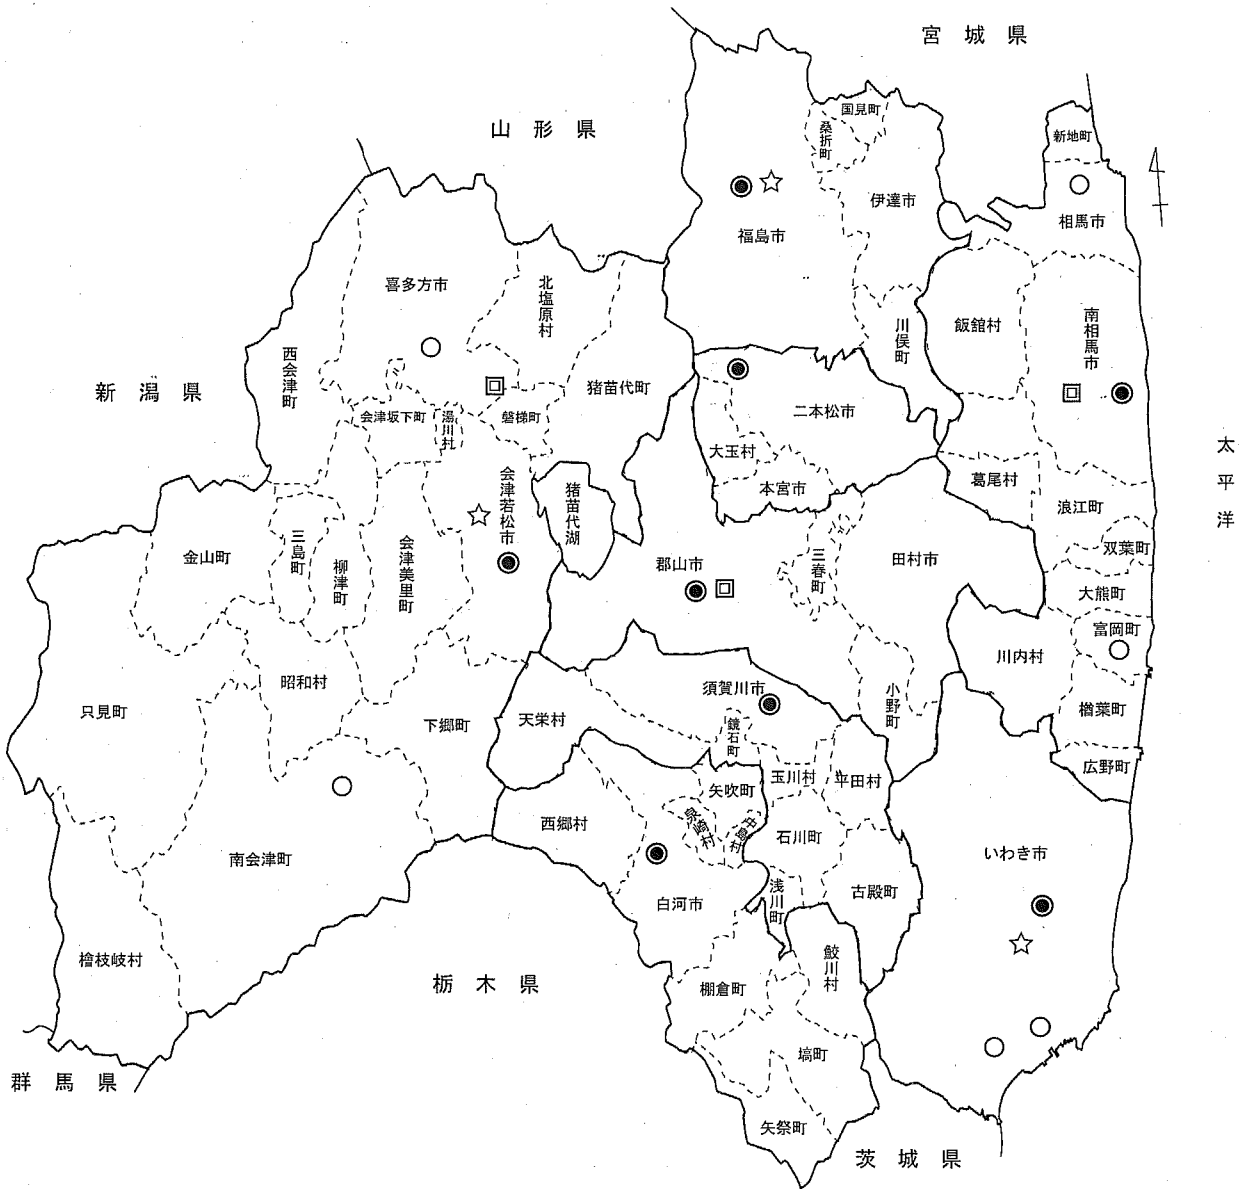 宮城県
山形県
国見町
桑折町
新地町
伊達市
相馬市
福島市
喜多方市
北塩原村
川俣町
飯舘村
南相馬市
西会津町
新潟県
猪苗代町
会津坂下町
湯川村
磐梯町
二本松市
大玉村
本宮市
葛尾村
太平洋
浪江町
会津若松市
猪苗代湖
双葉町
金山町
三島町
柳津町
会津美里町
郡山市
三春町
田村市
大熊町
富岡町
川内村
昭和村
只見町
下郷町
天栄村
須賀川市
鏡石町
小野町
楢葉町
広野町
玉川村
平田村
矢吹町
西郷村
泉崎村
中島村
石川町
南会津町
いわき市
白河市
浅川町
古殿町
檜枝岐村
栃木県
棚倉町
鮫川村
塙町
群馬県
矢祭町
茨城県